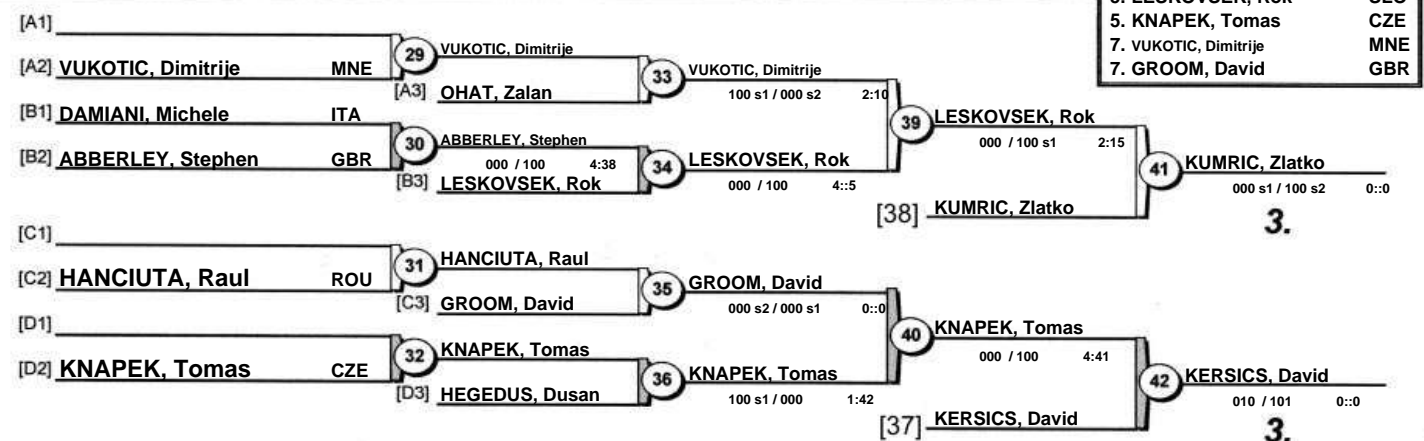 5. LESKOVSEK, Rok SLO
5. KNAPEK, Tomas CZE
7. VUKOTIC, Dimitrije MNE
7. GROOM, David GBR
[A1]
[A2] VUKOTIC, Dimitrije MNE
29
VUKOTIC, Dimitrije
[A3] OHAT, Zalan
33
VUKOTIC, Dimitrije
100 s1 / 000 s2 2:10
[B1] DAMIANI, Michele ITA
[B2] ABBERLEY, Stephen GBR
30
ABBERLEY, Stephen
000 / 100 4:38
[B3] LESKOVSEK, Rok
34
LESKOVSEK, Rok
000 / 100 4::5
39
LESKOVSEK, Rok
000 / 100 s1 2:15
[38] KUMRIC, Zlatko
41
KUMRIC, Zlatko
000 s1 / 100 s2 0::0
3.
[C1]
[C2] HANCIUTA, Raul ROU
31
HANCIUTA, Raul
[C3] GROOM, David
35
GROOM, David
000 s2 / 000 s1 0::0
[D1]
[D2] KNAPEK, Tomas CZE
32
KNAPEK, Tomas
[D3] HEGEDUS, Dusan
36
KNAPEK, Tomas
100 s1 / 000 1:42
40
KNAPEK, Tomas
000 / 100 4:41
[37] KERSICS, David
42
KERSICS, David
010 / 101 0::0
3.